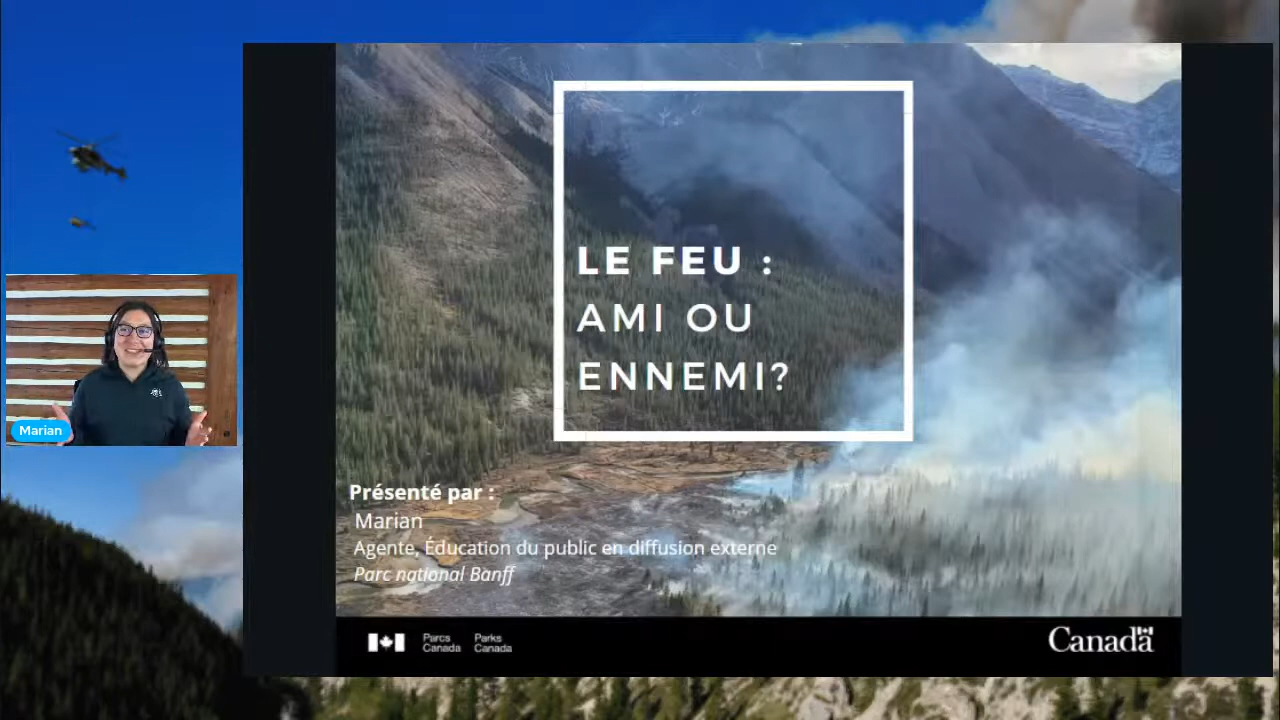 LE FEU :
AMI OU
ENNEMI?
Marian
Présenté par :
Marian
Agente, Éducation du public en diffusion externe
Parc national Banff
Parcs Canada
Parks Canada
Canada